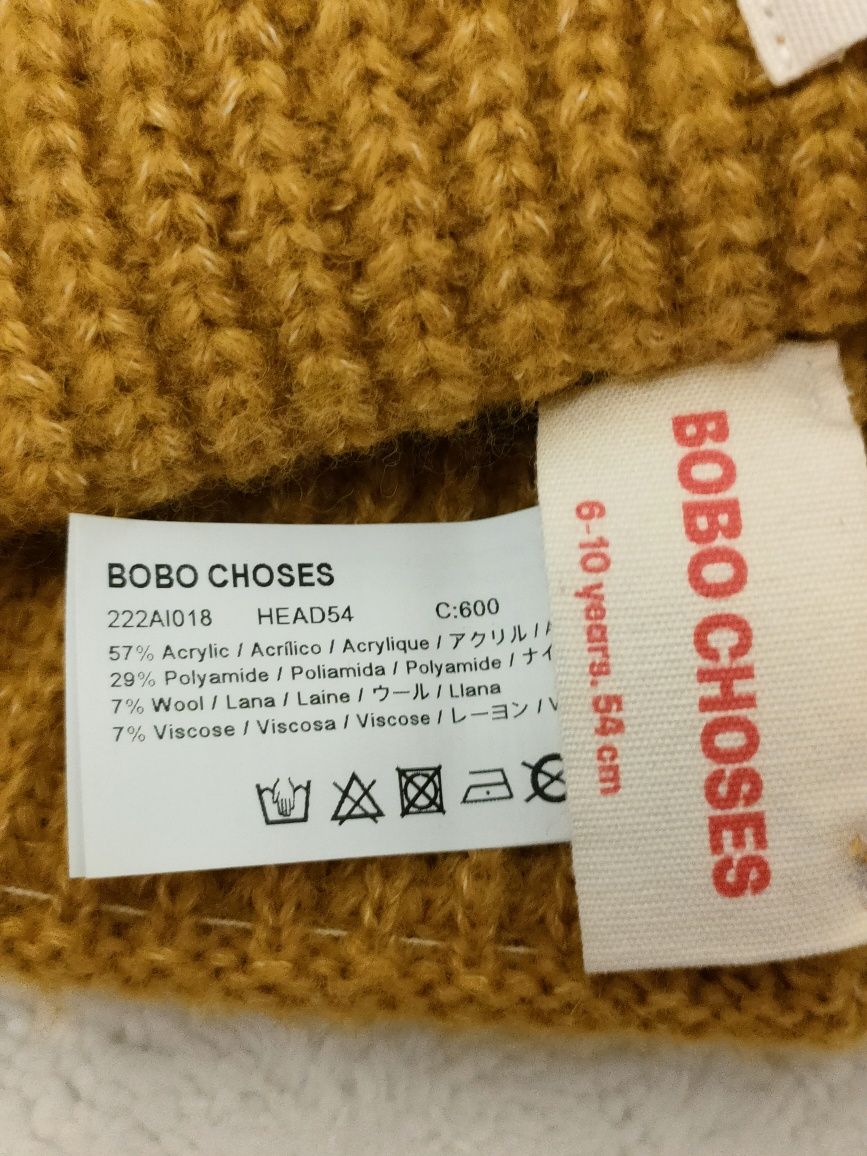 BOBO CHOSES
222AI018 HEAD54 C:600
57% Acrylic / Acrílico / Acrylique / アクリル /
29% Polyamide / Poliamida / Polyamide /
7% Wool / Lana / Laine / ウール / Llana
7% Viscose / Viscosa / Viscose / レーヨン /
BOBO CHOSES
6-10 years. 54 cm